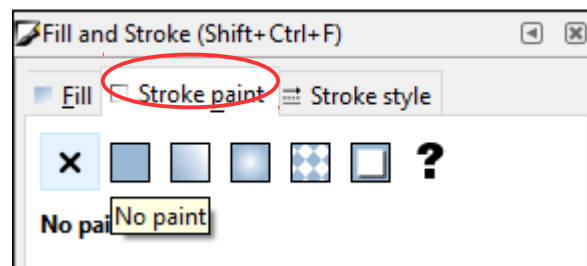 Fill and Stroke (Shift+Ctrl+F)
Fill Stroke paint Stroke style
?
No pai
No paint